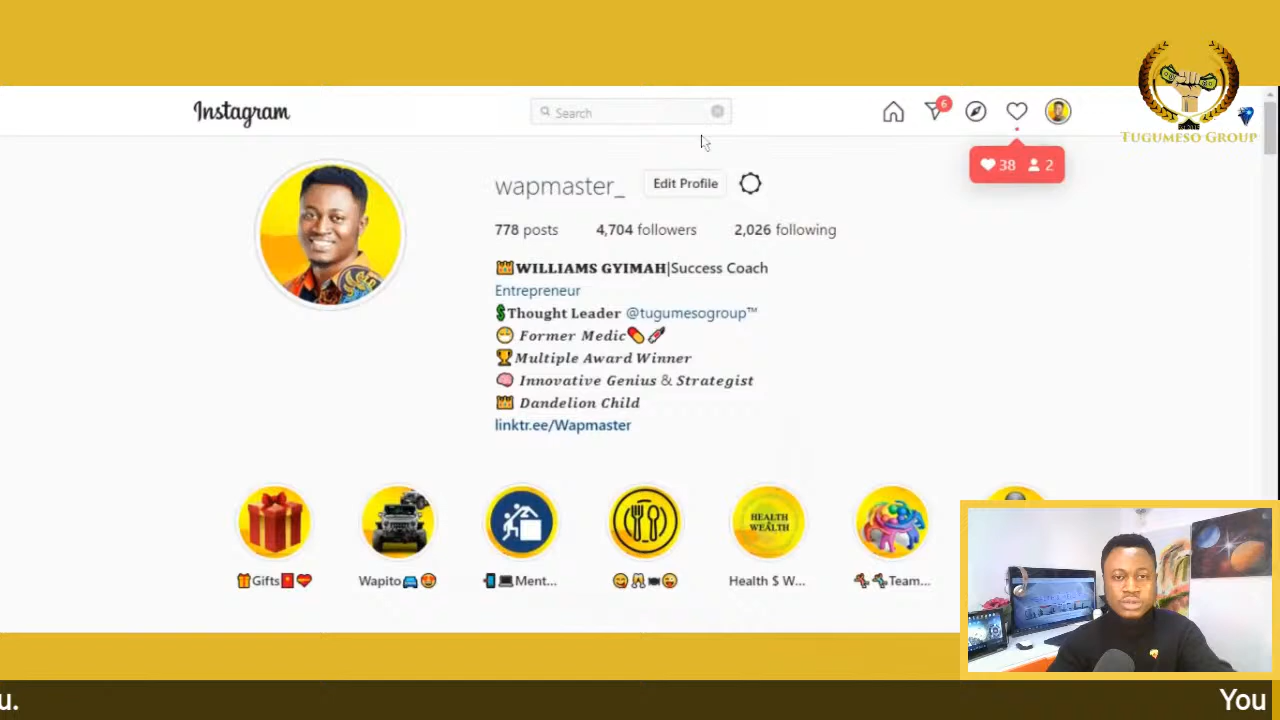 Instagram
Search
6
TUGUMESO GROUP
38 2
wapmaster_ Edit Profile
778 posts 4,704 followers 2,026 following
👑WILLIAMS GYIMAH|Success Coach
Entrepreneur
💲Thought Leader @tugumesogroup™
😷 Former Medic💊💉
🏆Multiple Award Winner
🧠 Innovative Genius & Strategist
👑 Dandelion Child
linktr.ee/Wapmaster
HEALTH
WEALTH
🎁Gifts🧧💝 Wapito🚘😍 📲💻Ment... 😋🥂🍽😜 Health $ W... Team...
u. You